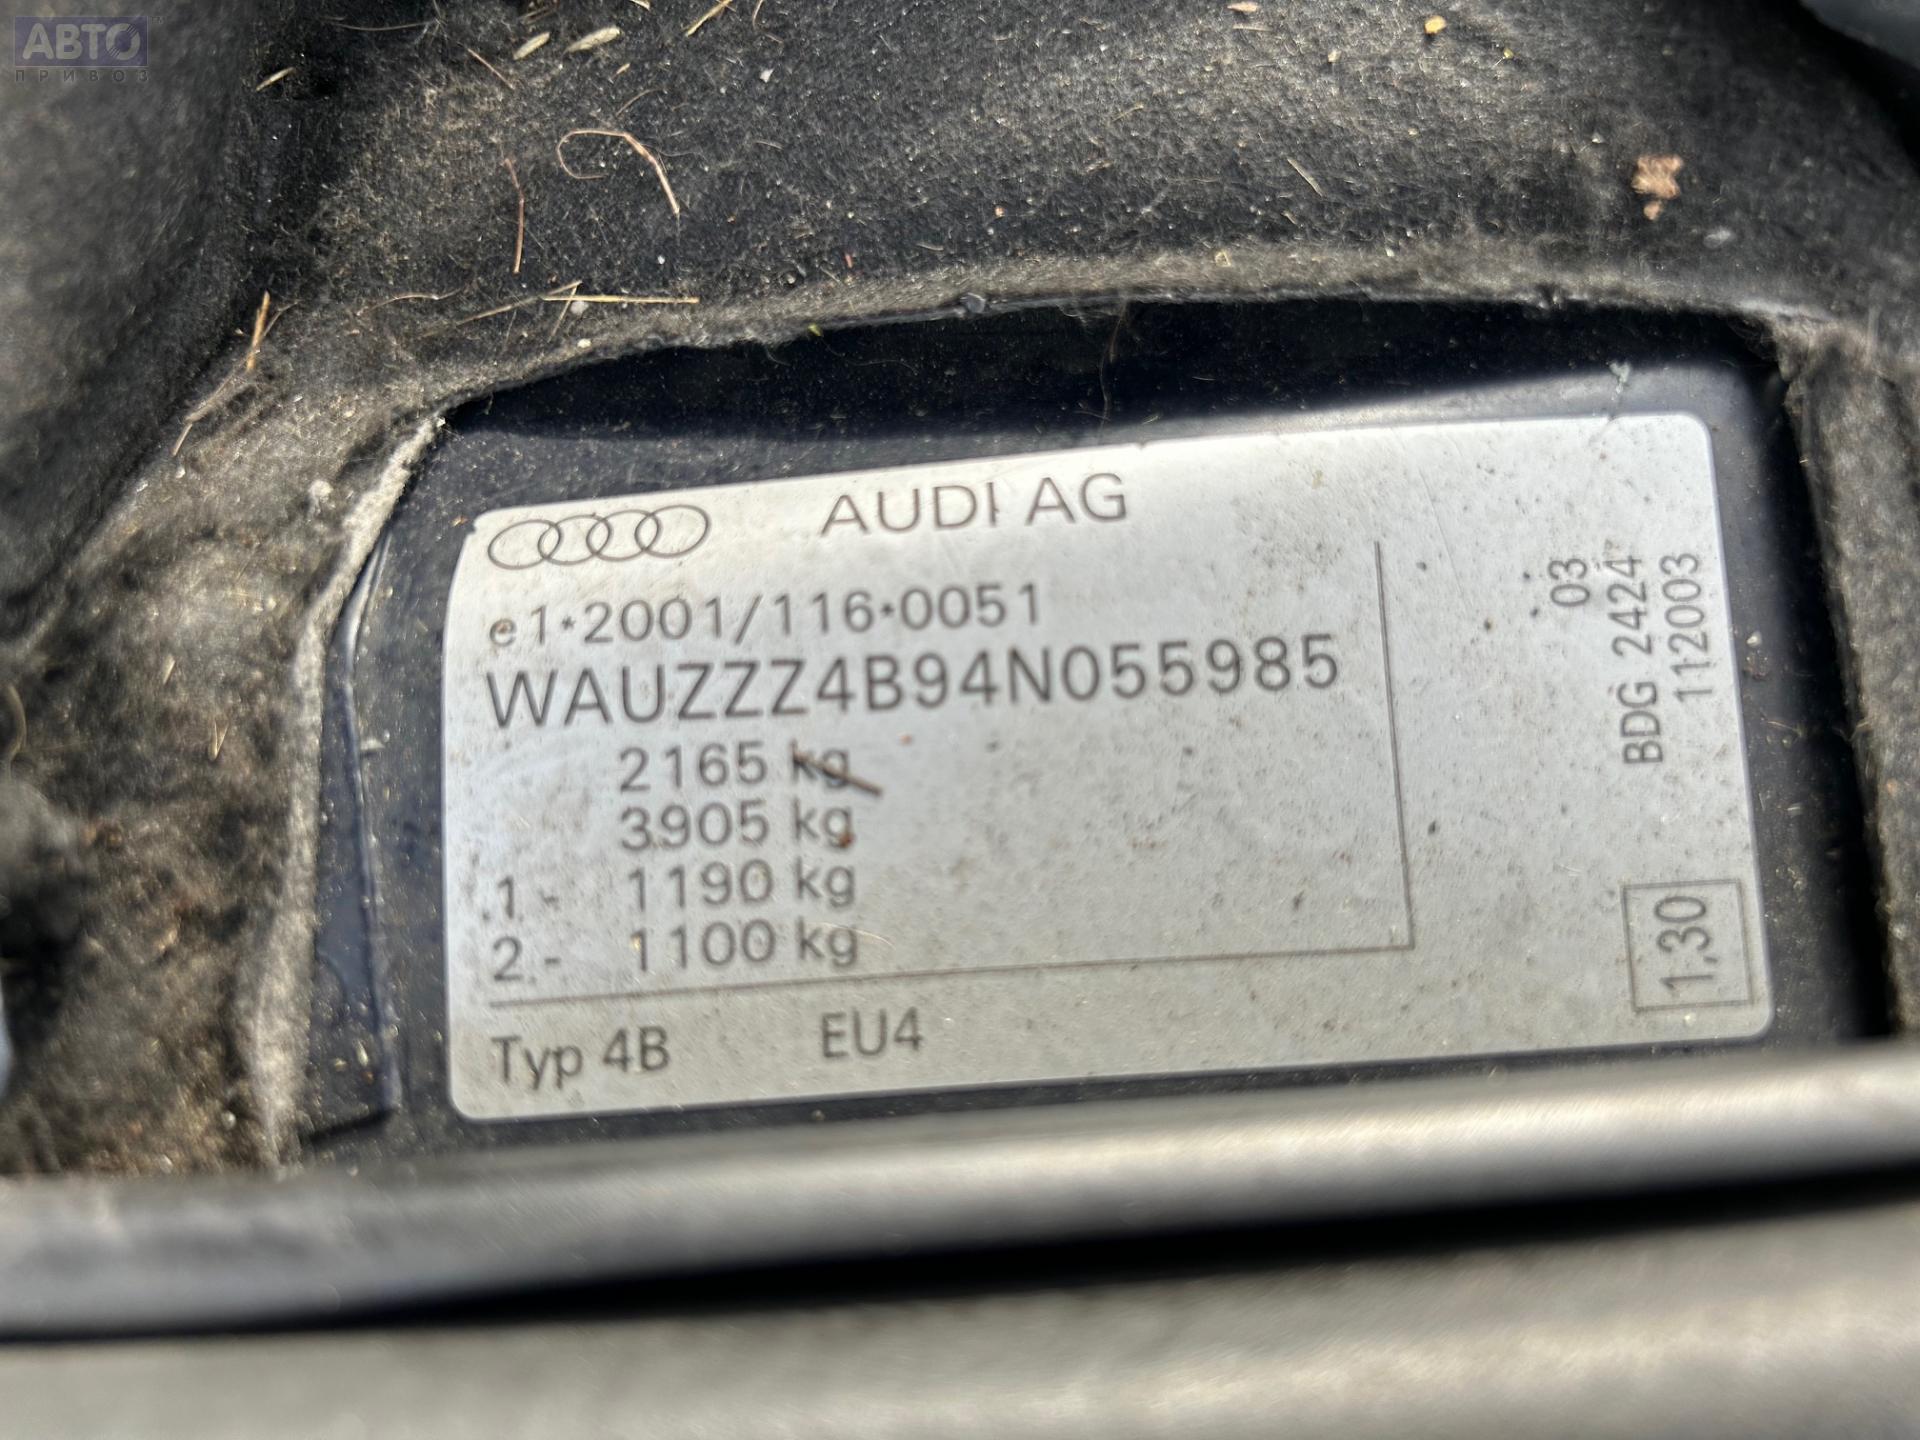 АВТО
ПРИВОЗ
AUDI AG
e1*2001/116*0051
WAUZZZ4B94N055985
2165 kg
3905 kg
1- 1190 kg
2- 1100 kg
Typ 4B EU4
03
BDG 2424
112003
1,30